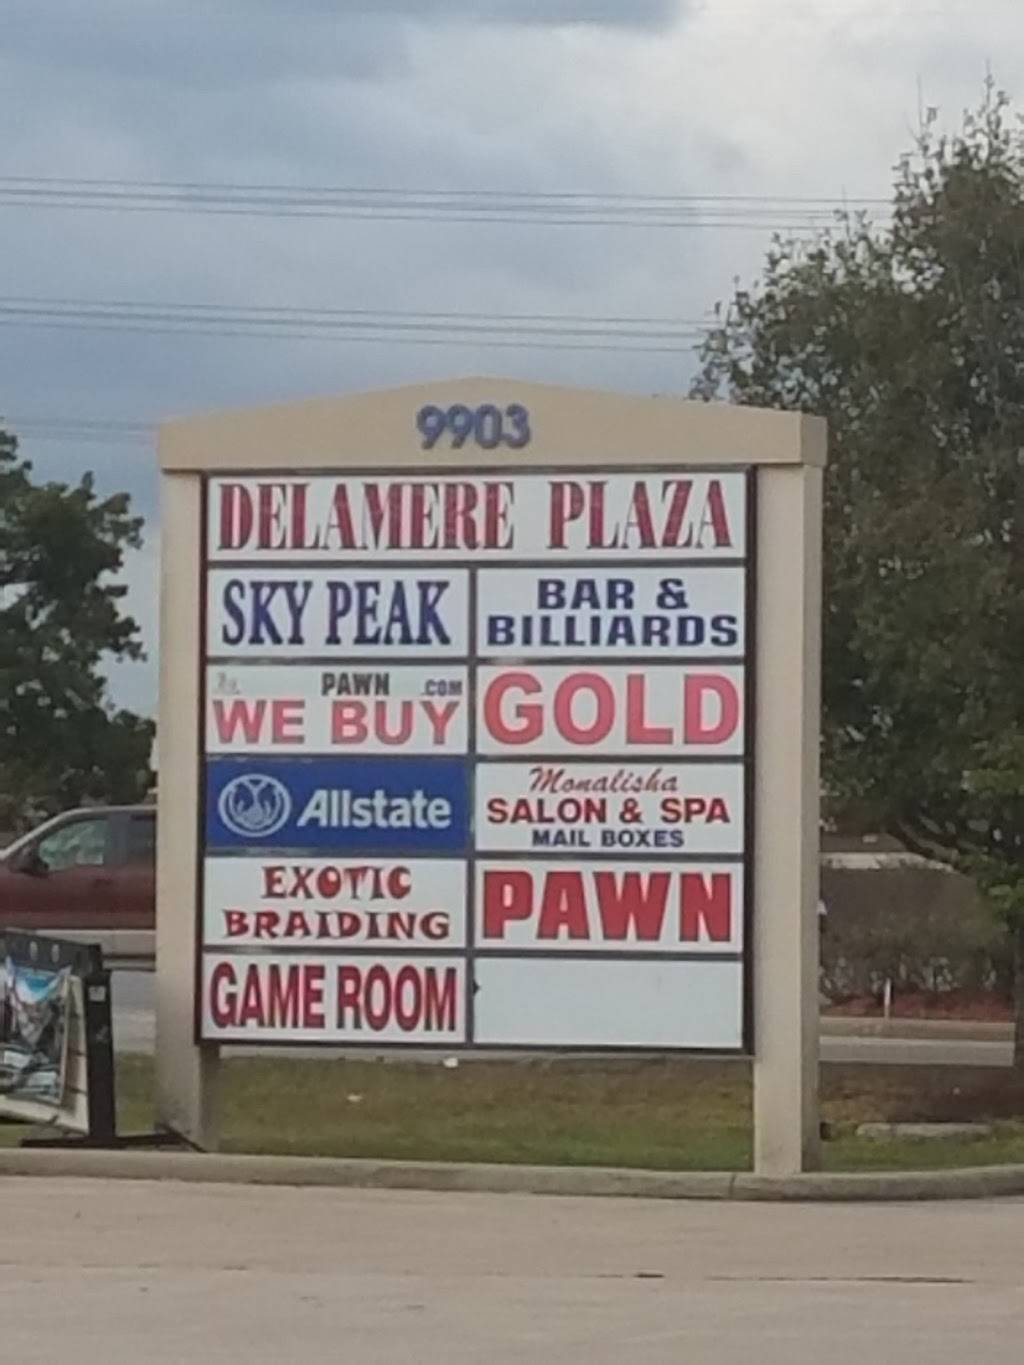 9903
DELAMERE PLAZA
SKY PEAK
BAR &
BILLIARDS
PAWN .COM
WE BUY
GOLD
Allstate
Monalisha
SALON & SPA
MAIL BOXES
EXOTIC
BRAIDING
PAWN
GAME ROOM